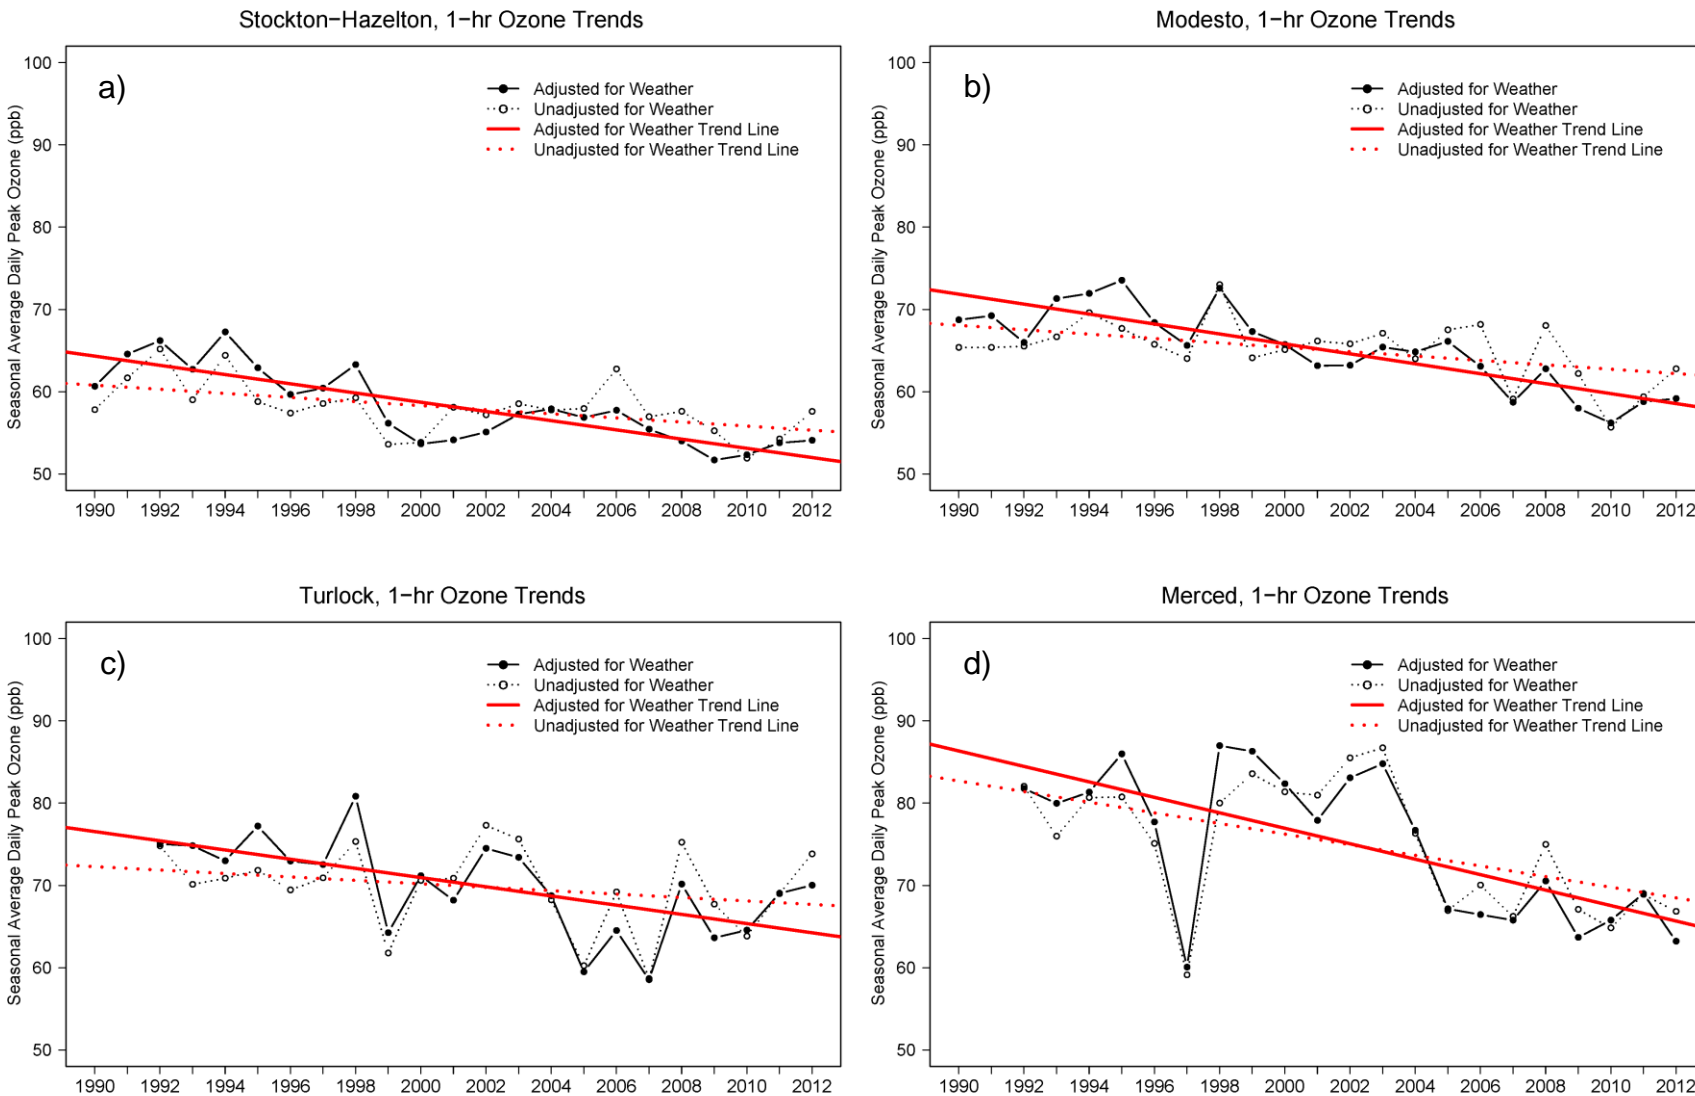 Stockton−Hazelton, 1−hr Ozone Trends
a)
Adjusted for Weather
Unadjusted for Weather
Adjusted for Weather Trend Line
Unadjusted for Weather Trend Line
Seasonal Average Daily Peak Ozone (ppb)
100
90
80
70
60
50
1990 1992 1994 1996 1998 2000 2002 2004 2006 2008 2010 2012
Modesto, 1−hr Ozone Trends
b)
Adjusted for Weather
Unadjusted for Weather
Adjusted for Weather Trend Line
Unadjusted for Weather Trend Line
Seasonal Average Daily Peak Ozone (ppb)
100
90
80
70
60
50
1990 1992 1994 1996 1998 2000 2002 2004 2006 2008 2010 2012
Turlock, 1−hr Ozone Trends
c)
Adjusted for Weather
Unadjusted for Weather
Adjusted for Weather Trend Line
Unadjusted for Weather Trend Line
Seasonal Average Daily Peak Ozone (ppb)
100
90
80
70
60
50
1990 1992 1994 1996 1998 2000 2002 2004 2006 2008 2010 2012
Merced, 1−hr Ozone Trends
d)
Adjusted for Weather
Unadjusted for Weather
Adjusted for Weather Trend Line
Unadjusted for Weather Trend Line
Seasonal Average Daily Peak Ozone (ppb)
100
90
80
70
60
50
1990 1992 1994 1996 1998 2000 2002 2004 2006 2008 2010 2012